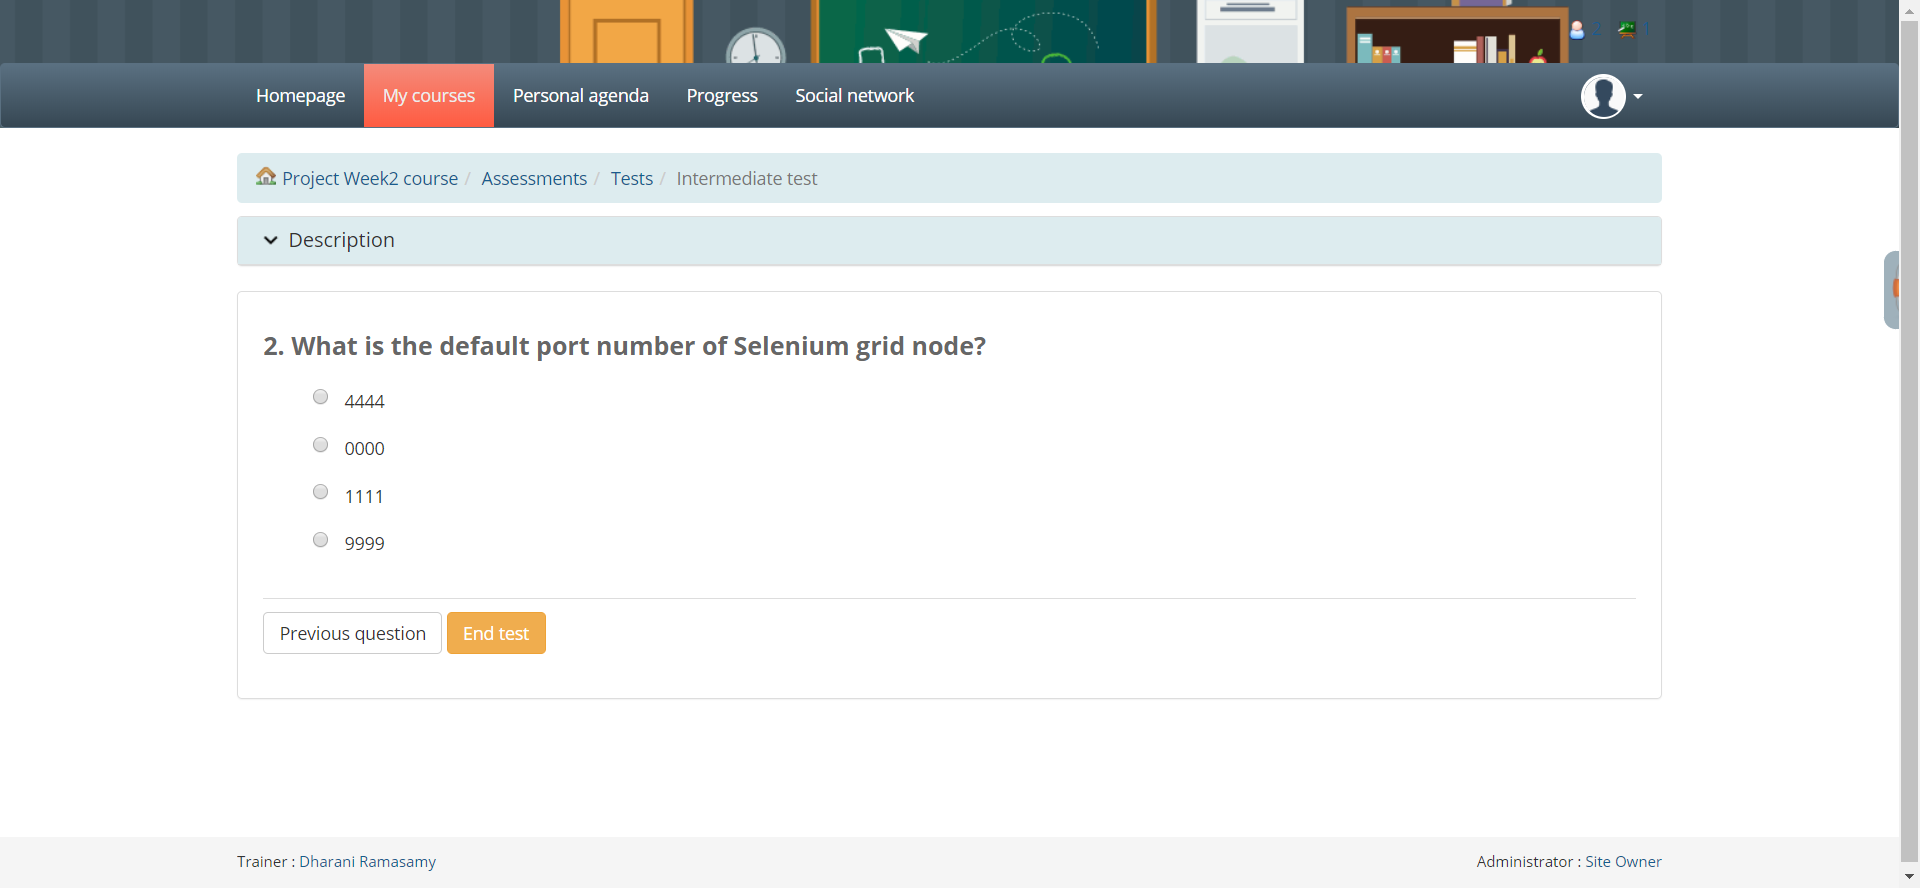 2 1
Homepage My courses Personal agenda Progress Social network
Project Week2 course / Assessments / Tests / Intermediate test
Description
2. What is the default port number of Selenium grid node?
4444
0000
1111
9999
Previous question End test
Trainer : Dharani Ramasamy Administrator : Site Owner